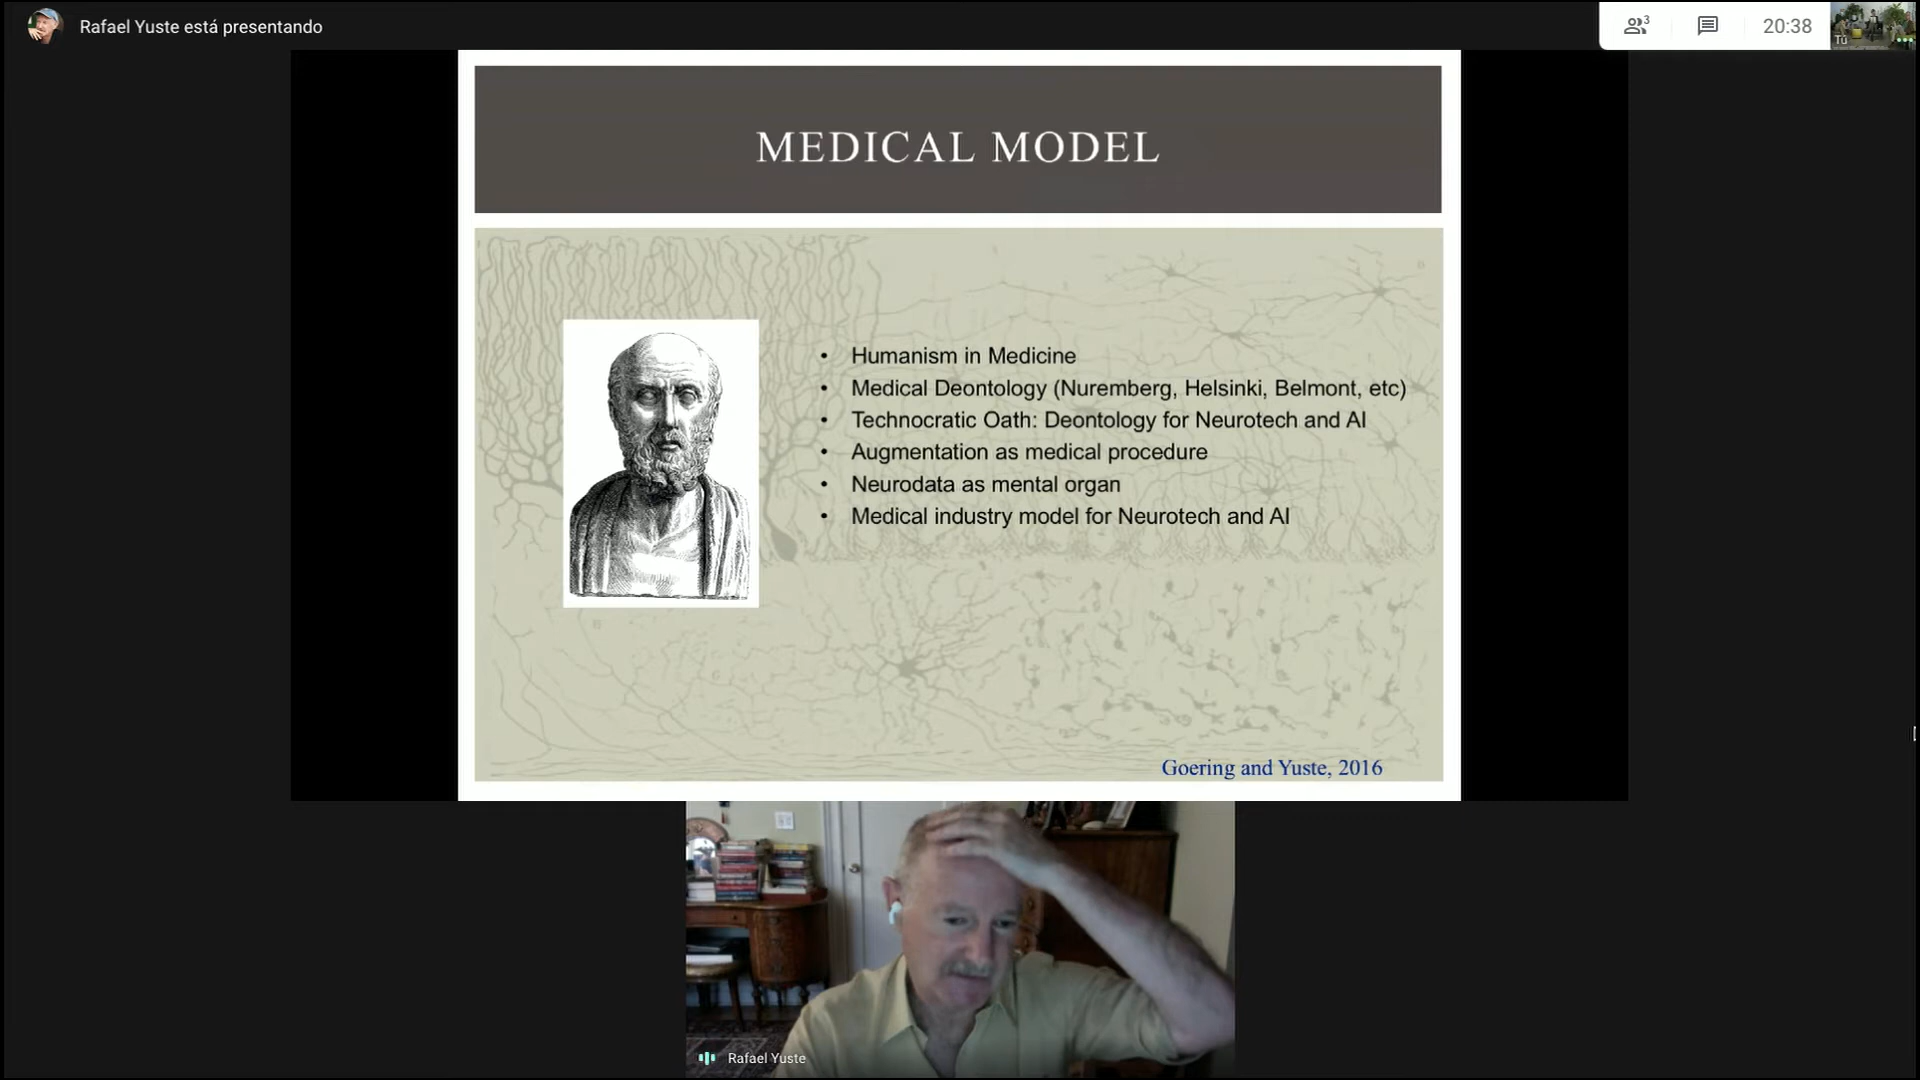 Rafael Yuste está presentando
3
20:38
Tú
MEDICAL MODEL
• Humanism in Medicine
• Medical Deontology (Nuremberg, Helsinki, Belmont, etc)
• Technocratic Oath: Deontology for Neurotech and AI
• Augmentation as medical procedure
• Neurodata as mental organ
• Medical industry model for Neurotech and AI
Goering and Yuste, 2016
Rafael Yuste